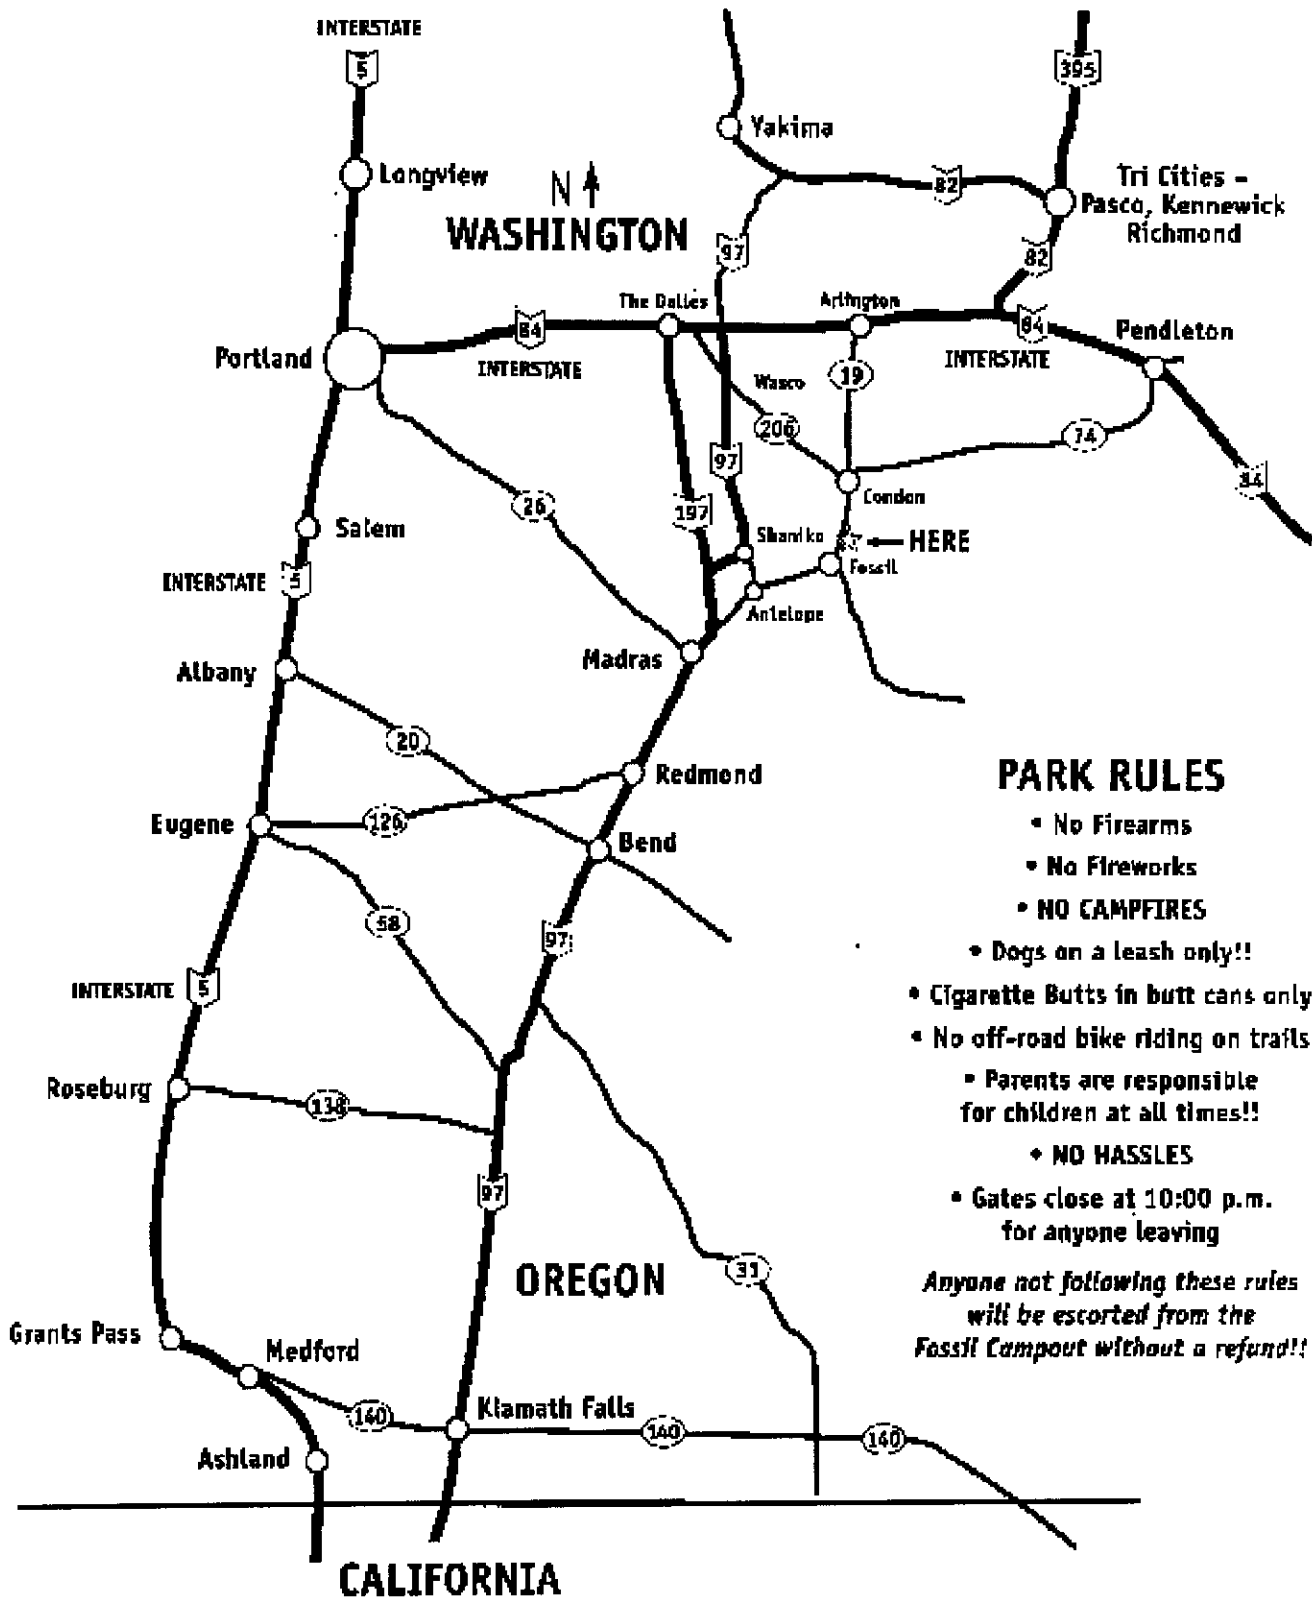 INTERSTATE
5
395
Yakima
Longview
N
WASHINGTON
82
Tri Cities –
Pasco, Kennewick
Richmond
97
82
The Dalles
Arlington
84
INTERSTATE
84
INTERSTATE
Pendleton
Portland
Wasco
19
206
74
97
84
26
197
Condon
Salem
Shaniko
HERE
INTERSTATE
5
Fossil
Antelope
Madras
Albany
20
Redmond
Eugene
126
Bend
58
97
INTERSTATE
5
Roseburg
138
97
OREGON
31
Grants Pass
Medford
140
Klamath Falls
140
140
Ashland
CALIFORNIA
PARK RULES
• No Firearms
• No Fireworks
• NO CAMPFIRES
• Dogs on a leash only!!
• Cigarette Butts in butt cans only
• No off-road bike riding on trails
• Parents are responsible
for children at all times!!
• NO HASSLES
• Gates close at 10:00 p.m.
for anyone leaving
Anyone not following these rules
will be escorted from the
Fossil Campout without a refund!!